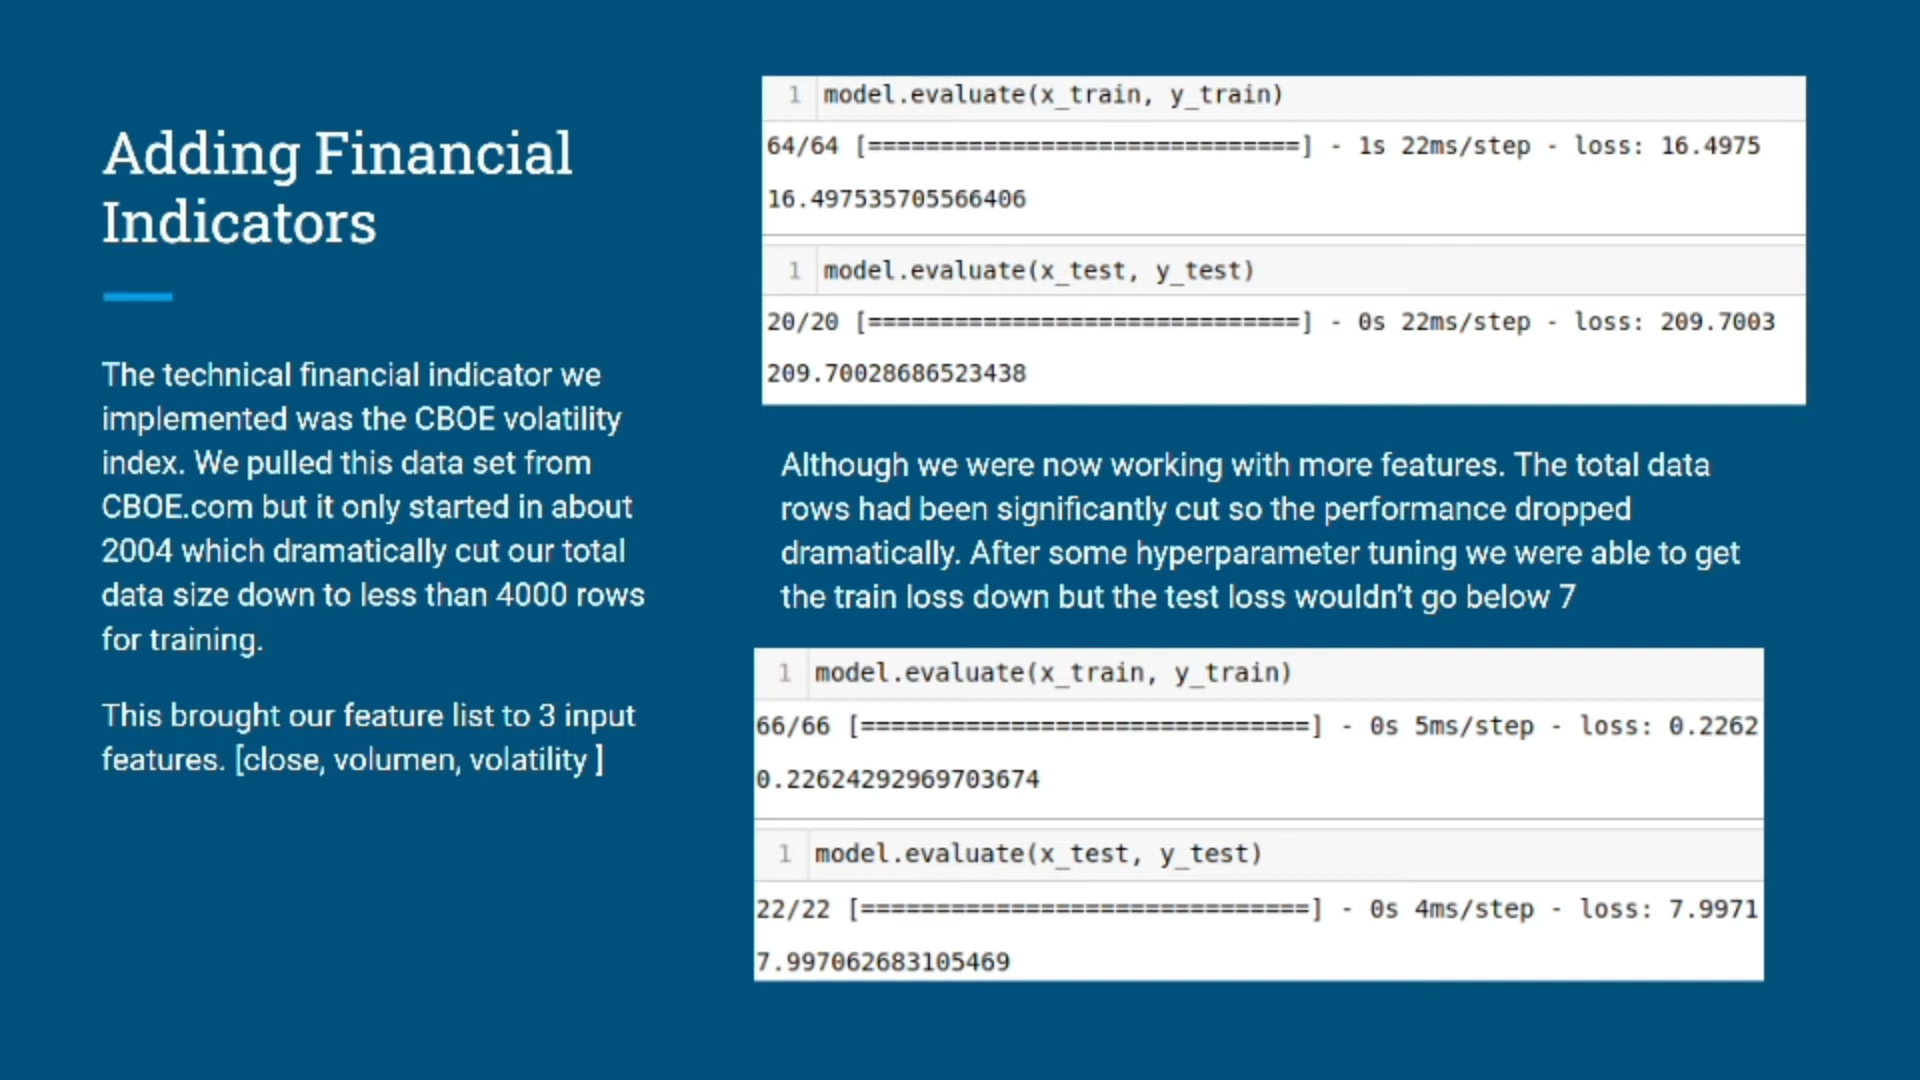 Adding Financial
Indicators
The technical financial indicator we
implemented was the CBOE volatility
index. We pulled this data set from
CBOE.com but it only started in about
2004 which dramatically cut our total
data size down to less than 4000 rows
for training.
This brought our feature list to 3 input
features. [close, volumen, volatility ]
1 model.evaluate(x_train, y_train)
64/64 [==============================] - 1s 22ms/step - loss: 16.4975
16.497535705566406
1 model.evaluate(x_test, y_test)
20/20 [==============================] - 0s 22ms/step - loss: 209.7003
209.70028686523438
Although we were now working with more features. The total data
rows had been significantly cut so the performance dropped
dramatically. After some hyperparameter tuning we were able to get
the train loss down but the test loss wouldn't go below 7
1 model.evaluate(x_train, y_train)
66/66 [==============================] - 0s 5ms/step - loss: 0.2262
0.22624292969703674
1 model.evaluate(x_test, y_test)
22/22 [==============================] - 0s 4ms/step - loss: 7.9971
7.997062683105469